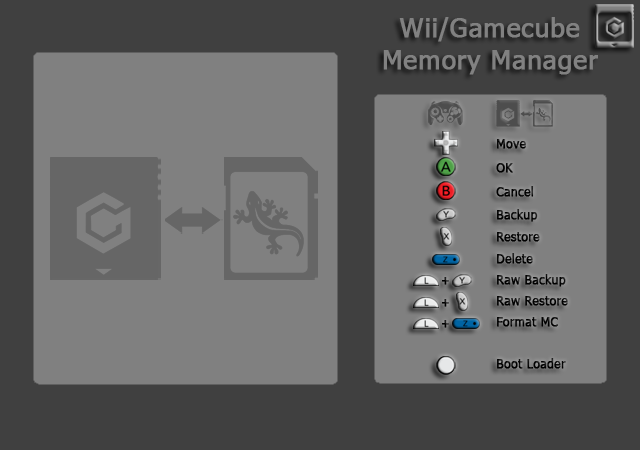 Wii/Gamecube
Memory Manager
Move
A OK
B Cancel
Y Backup
X Restore
Z Delete
L + Y Raw Backup
L + X Raw Restore
L + Z Format MC
Boot Loader